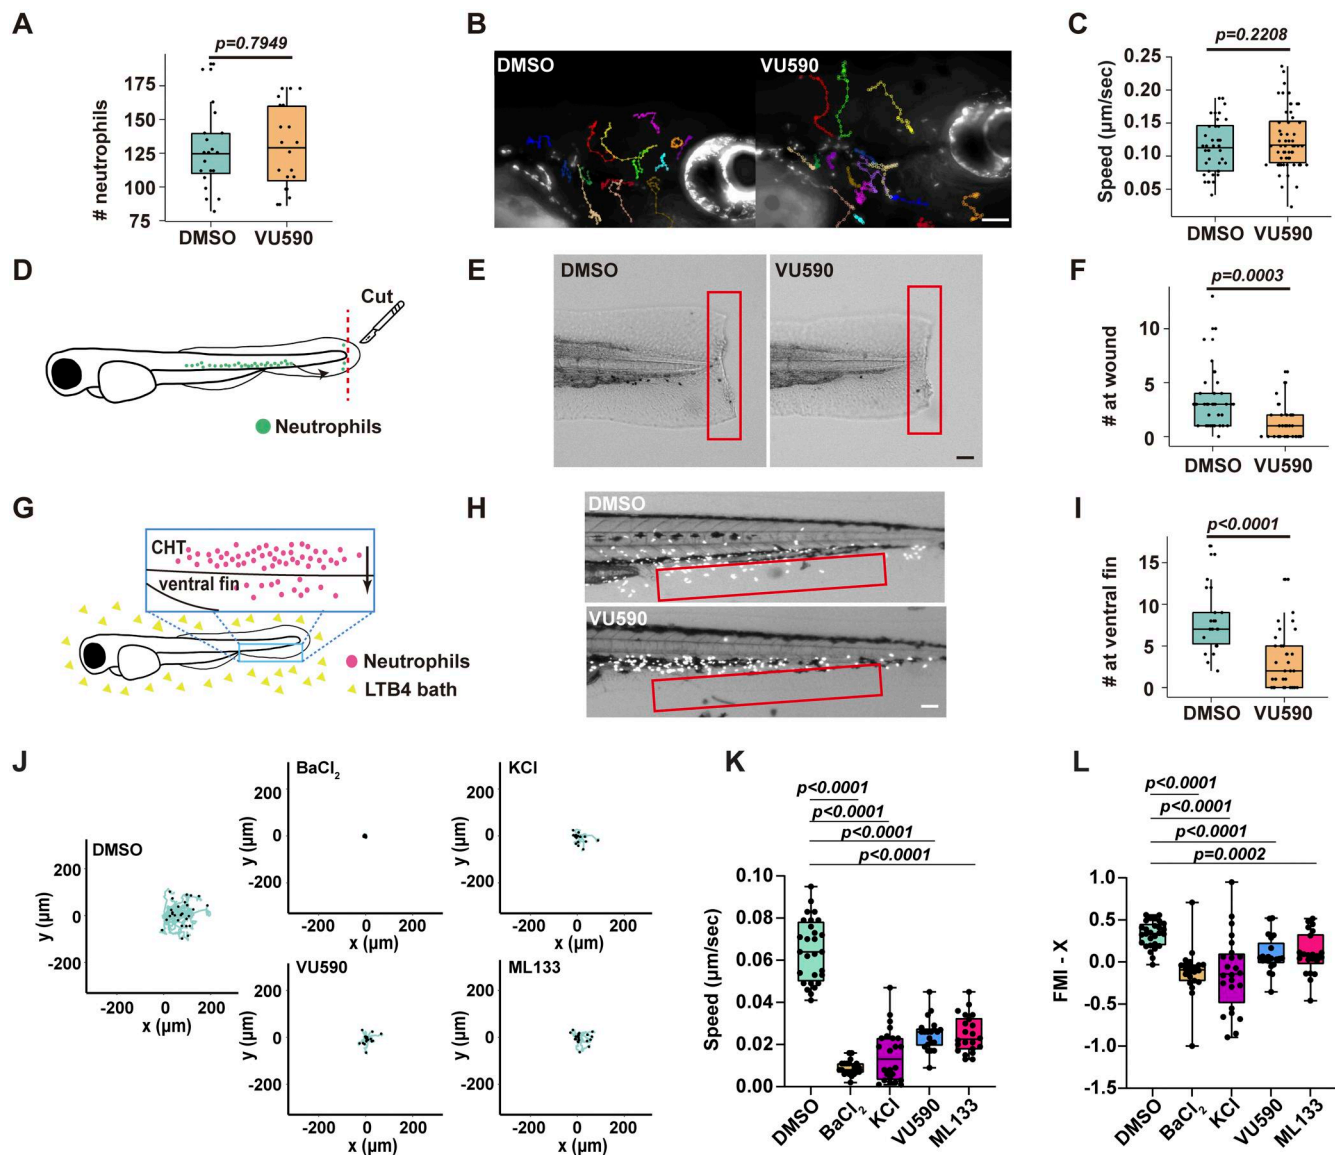 A
p=0.7949
# neutrophils
175
150
125
100
75
DMSO
VU590
B
DMSO
VU590
C
p=0.2208
Speed (µm/sec)
0.25
0.20
0.15
0.10
0.05
DMSO
VU590
D
Cut
Neutrophils
E
DMSO
VU590
F
p=0.0003
# at wound
10
5
0
DMSO
VU590
G
CHT
ventral fin
Neutrophils
LTB4 bath
H
DMSO
VU590
I
p<0.0001
# at ventral fin
15
10
5
0
DMSO
VU590
J
DMSO
y (µm)
200
0
-200
-200
0
200
x (µm)
BaCl2
y (µm)
200
0
-200
-200
0
200
x (µm)
KCl
y (µm)
200
0
-200
-200
0
200
x (µm)
VU590
y (µm)
200
0
-200
-200
0
200
x (µm)
ML133
y (µm)
200
0
-200
-200
0
200
x (µm)
K
p<0.0001
p<0.0001
p<0.0001
p<0.0001
Speed (µm/sec)
0.10
0.08
0.06
0.04
0.02
0.00
DMSO
BaCl2
KCl
VU590
ML133
L
p<0.0001
p<0.0001
p<0.0001
p=0.0002
FMI - X
1.0
0.5
0.0
-0.5
-1.0
-1.5
DMSO
BaCl2
KCl
VU590
ML133